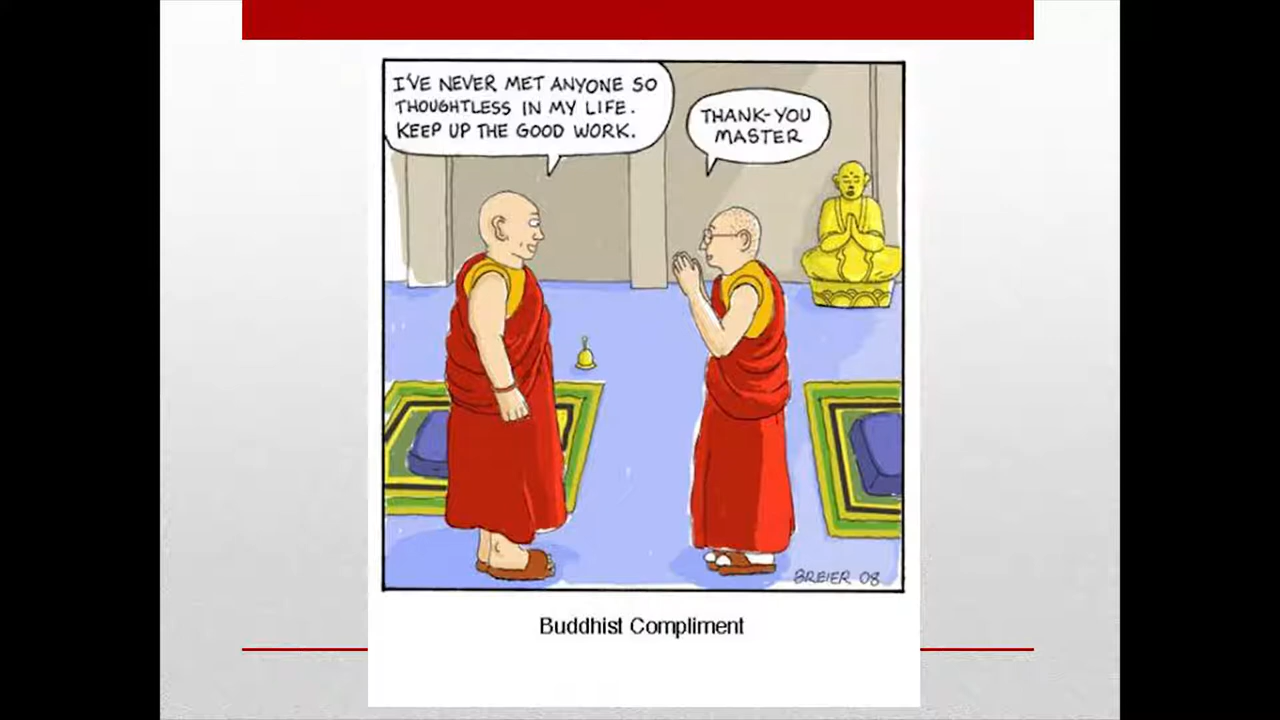 I'VE NEVER MET ANYONE SO
THOUGHTLESS IN MY LIFE.
KEEP UP THE GOOD WORK.
THANK-YOU
MASTER
BREIER 08
Buddhist Compliment